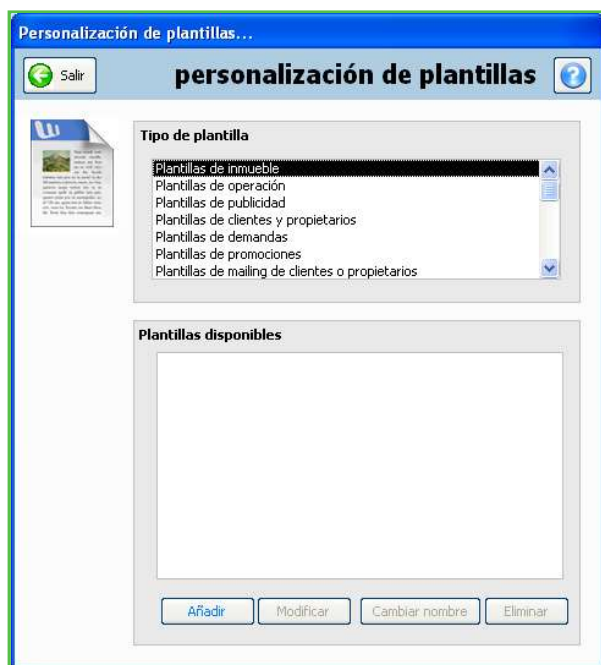 Personalización de plantillas...
Salir
personalización de plantillas
Tipo de plantilla
Plantillas de inmueble
Plantillas de operación
Plantillas de publicidad
Plantillas de clientes y propietarios
Plantillas de demandas
Plantillas de promociones
Plantillas de mailing de clientes o propietarios
Plantillas disponibles
Añadir
Modificar
Cambiar nombre
Eliminar